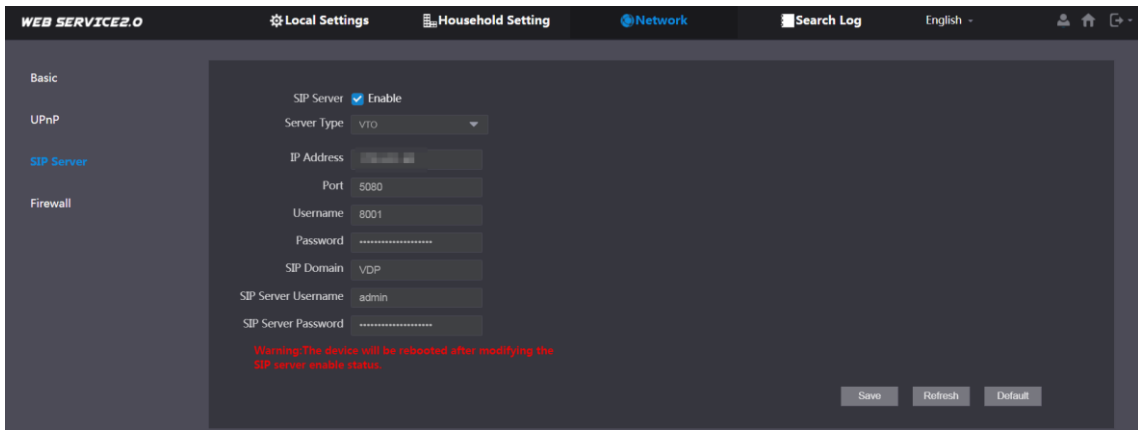 WEB SERVICE2.0 Local Settings Household Setting Network Search Log English
Basic
UPnP
SIP Server
Firewall
SIP Server Enable
Server Type VTO
IP Address
Port 5080
Username 8001
Password ••••••••••••••••••••
SIP Domain VDP
SIP Server Username admin
SIP Server Password ••••••••••••••••••••
Warning:The device will be rebooted after modifying the
SIP server enable status.
Save Refresh Default